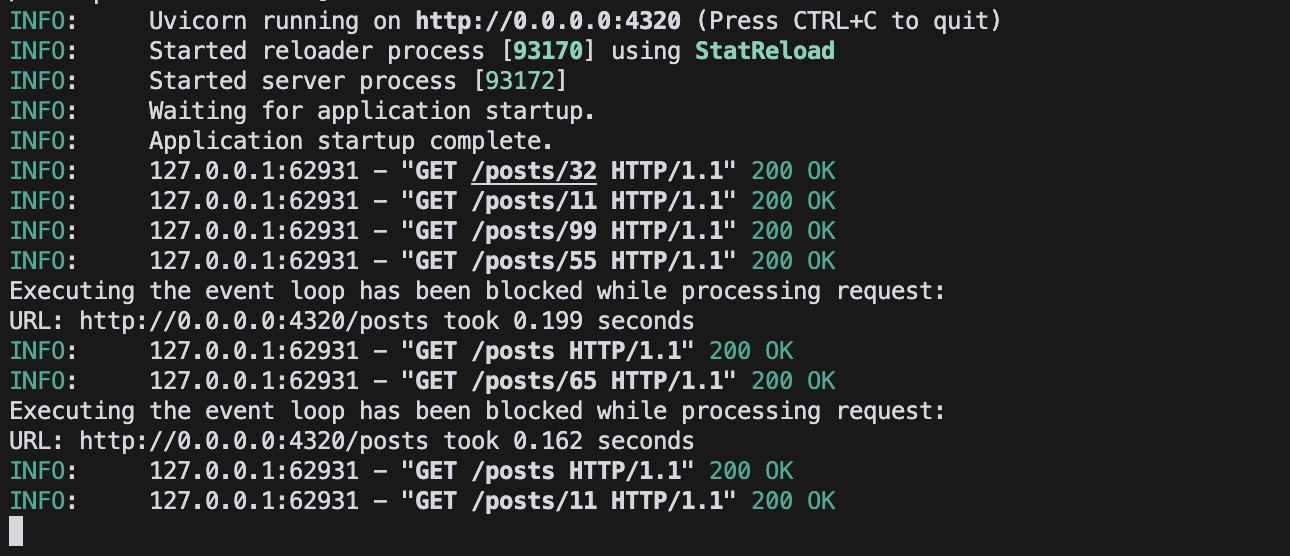 INFO: Uvicorn running on http://0.0.0.0:4320 (Press CTRL+C to quit)
INFO: Started reloader process [93170] using StatReload
INFO: Started server process [93172]
INFO: Waiting for application startup.
INFO: Application startup complete.
INFO: 127.0.0.1:62931 – "GET /posts/32 HTTP/1.1" 200 OK
INFO: 127.0.0.1:62931 – "GET /posts/11 HTTP/1.1" 200 OK
INFO: 127.0.0.1:62931 – "GET /posts/99 HTTP/1.1" 200 OK
INFO: 127.0.0.1:62931 – "GET /posts/55 HTTP/1.1" 200 OK
Executing the event loop has been blocked while processing request:
URL: http://0.0.0.0:4320/posts took 0.199 seconds
INFO: 127.0.0.1:62931 – "GET /posts HTTP/1.1" 200 OK
INFO: 127.0.0.1:62931 – "GET /posts/65 HTTP/1.1" 200 OK
Executing the event loop has been blocked while processing request:
URL: http://0.0.0.0:4320/posts took 0.162 seconds
INFO: 127.0.0.1:62931 – "GET /posts HTTP/1.1" 200 OK
INFO: 127.0.0.1:62931 – "GET /posts/11 HTTP/1.1" 200 OK